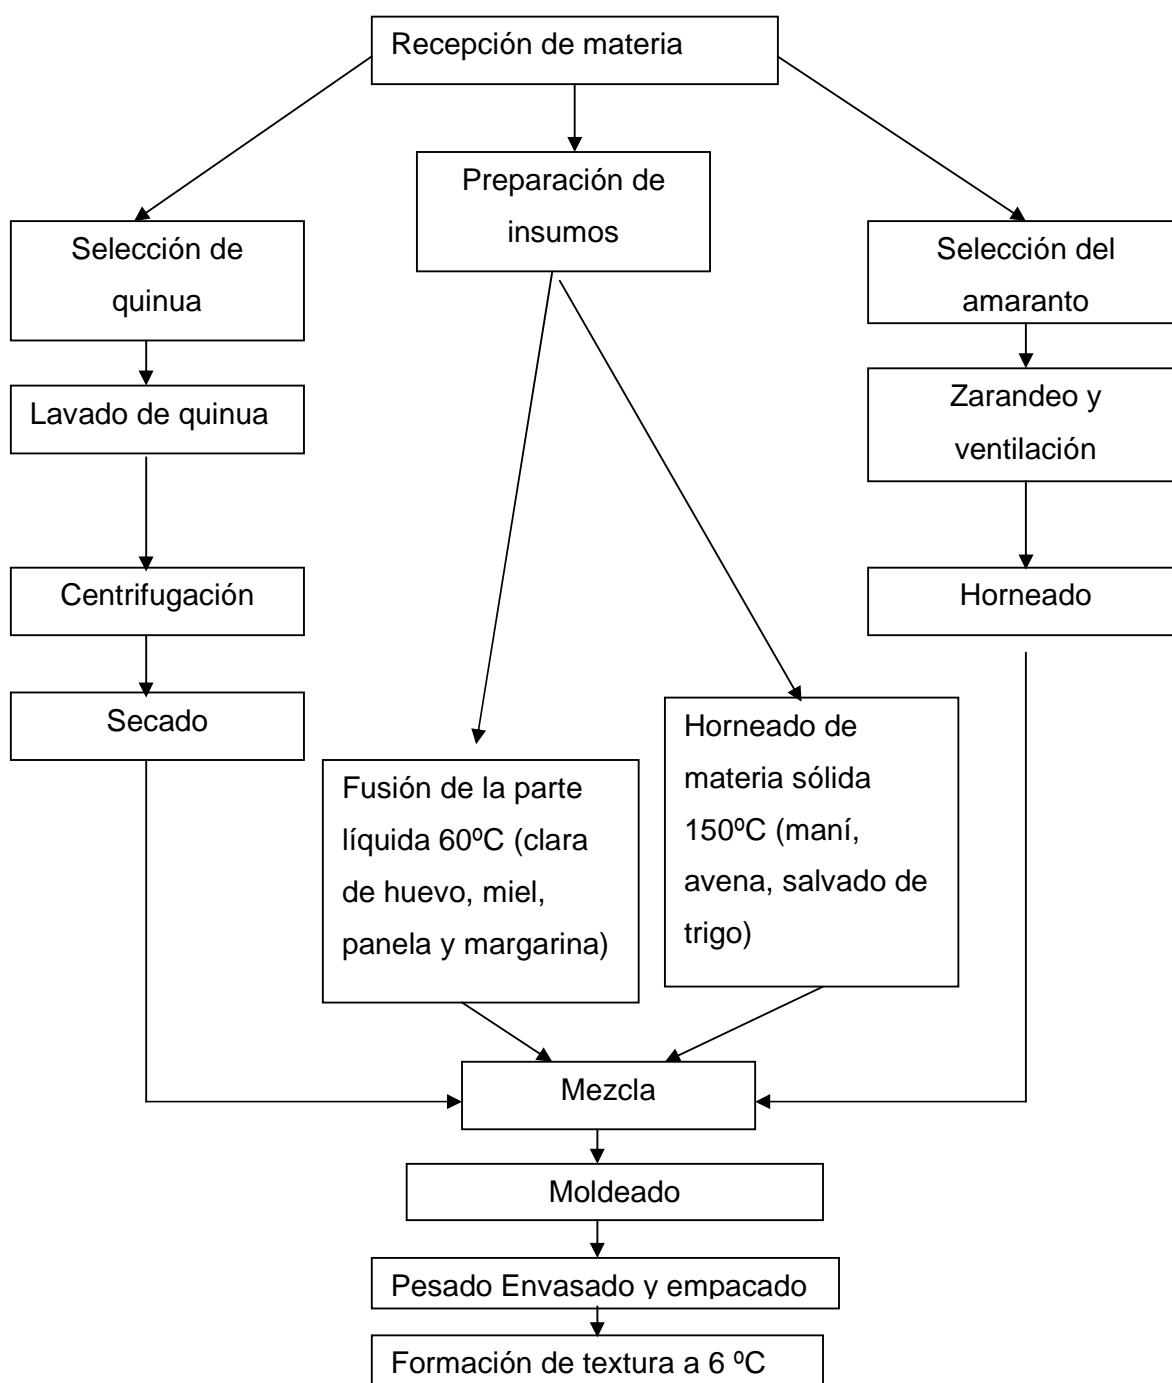 Recepción de materia
Preparación de
insumos
Selección de
quinua
Selección del
amaranto
Lavado de quinua
Zarandeo y
ventilación
Centrifugación
Horneado
Secado
Fusión de la parte
líquida 60ºC (clara
de huevo, miel,
panela y margarina)
Horneado de
materia sólida
150ºC (maní,
avena, salvado de
trigo)
Mezcla
Moldeado
Pesado Envasado y empacado
Formación de textura a 6 ºC